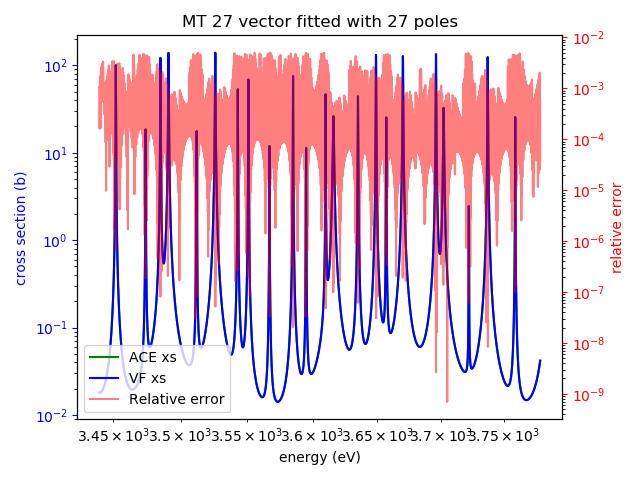 MT 27 vector fitted with 27 poles
cross section (b)
10²
10¹
10⁰
10⁻¹
10⁻²
10⁻²
10⁻³
10⁻⁴
10⁻⁵
10⁻⁶
10⁻⁷
10⁻⁸
10⁻⁹
relative error
ACE xs
VF xs
Relative error
3.45 × 10³ 3.5 × 10³ 3.55 × 10³ 3.6 × 10³ 3.65 × 10³ 3.7 × 10³ 3.75 × 10³
energy (eV)